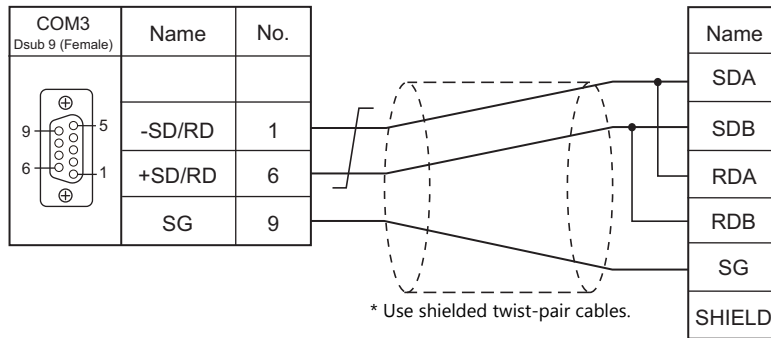 COM3
Dsub 9 (Female)
Name
No.
9
5
6
1
-SD/RD
1
+SD/RD
6
SG
9
Name
SDA
SDB
RDA
RDB
SG
SHIELD
* Use shielded twist-pair cables.